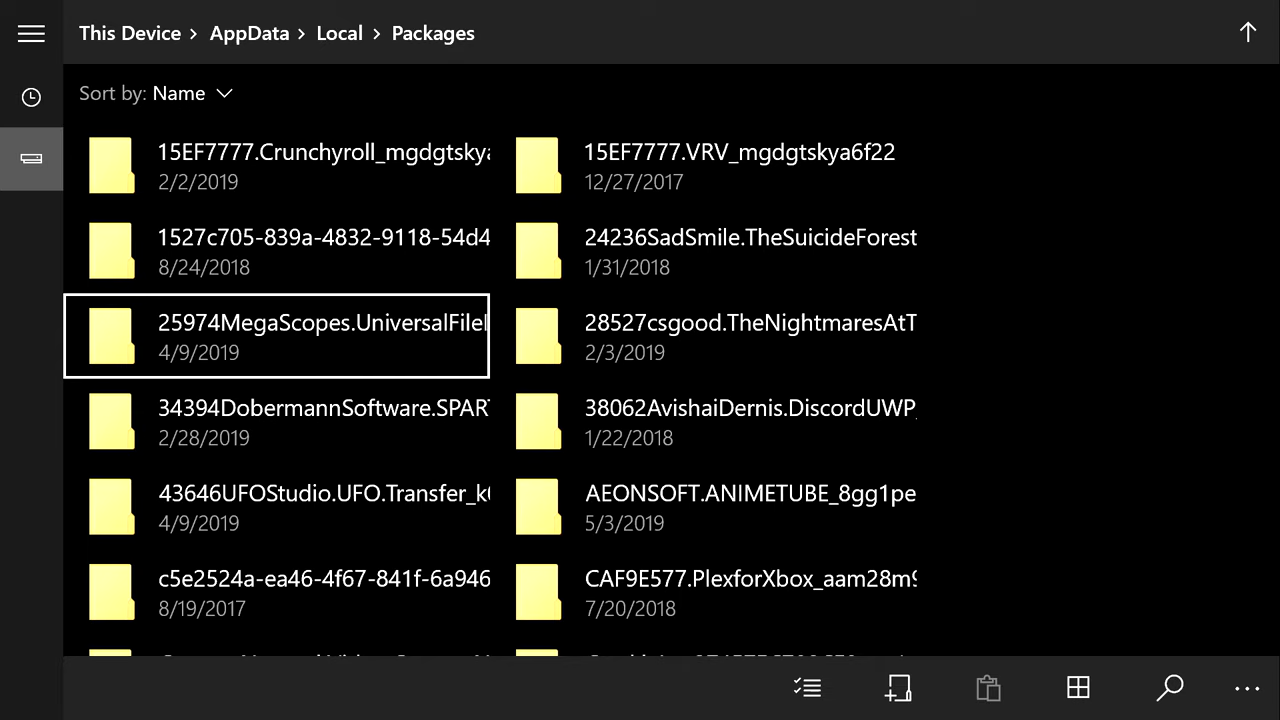 This Device > AppData > Local > Packages
Sort by: Name
15EF7777.Crunchyroll_mgdgtskya
2/2/2019
15EF7777.VRV_mgdgtskya6f22
12/27/2017
1527c705-839a-4832-9118-54d4
8/24/2018
24236SadSmile.TheSuicideForest
1/31/2018
25974MegaScopes.UniversalFile
4/9/2019
28527csgood.TheNightmaresAtT
2/3/2019
34394DobermannSoftware.SPAR
2/28/2019
38062AvishaiDernis.DiscordUWP_
1/22/2018
43646UFOStudio.UFO.Transfer_k
4/9/2019
AEONSOFT.ANIMETUBE_8gg1pe
5/3/2019
c5e2524a-ea46-4f67-841f-6a946
8/19/2017
CAF9E577.PlexforXbox_aam28m9
7/20/2018